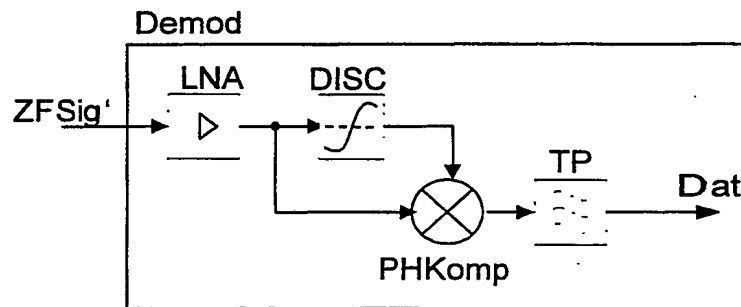 Demod
LNA
DISC
ZFSig'
TP
Dat
PHKomp